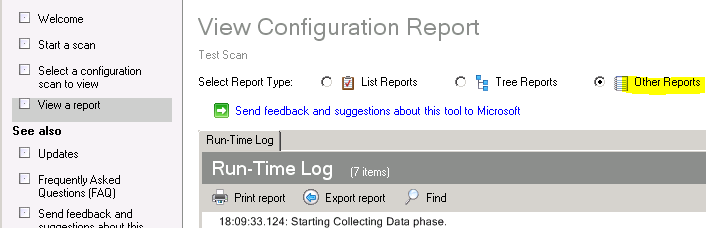 Welcome
Start a scan
Select a configuration
scan to view
View a report
See also
Updates
Frequently Asked
Questions (FAQ)
Send feedback and
suggestions about this
View Configuration Report
Test Scan
Select Report Type: List Reports Tree Reports Other Reports
Send feedback and suggestions about this tool to Microsoft
Run-Time Log
Run-Time Log (7 items)
Print report Export report Find
18:09:33.124: Starting Collecting Data phase.